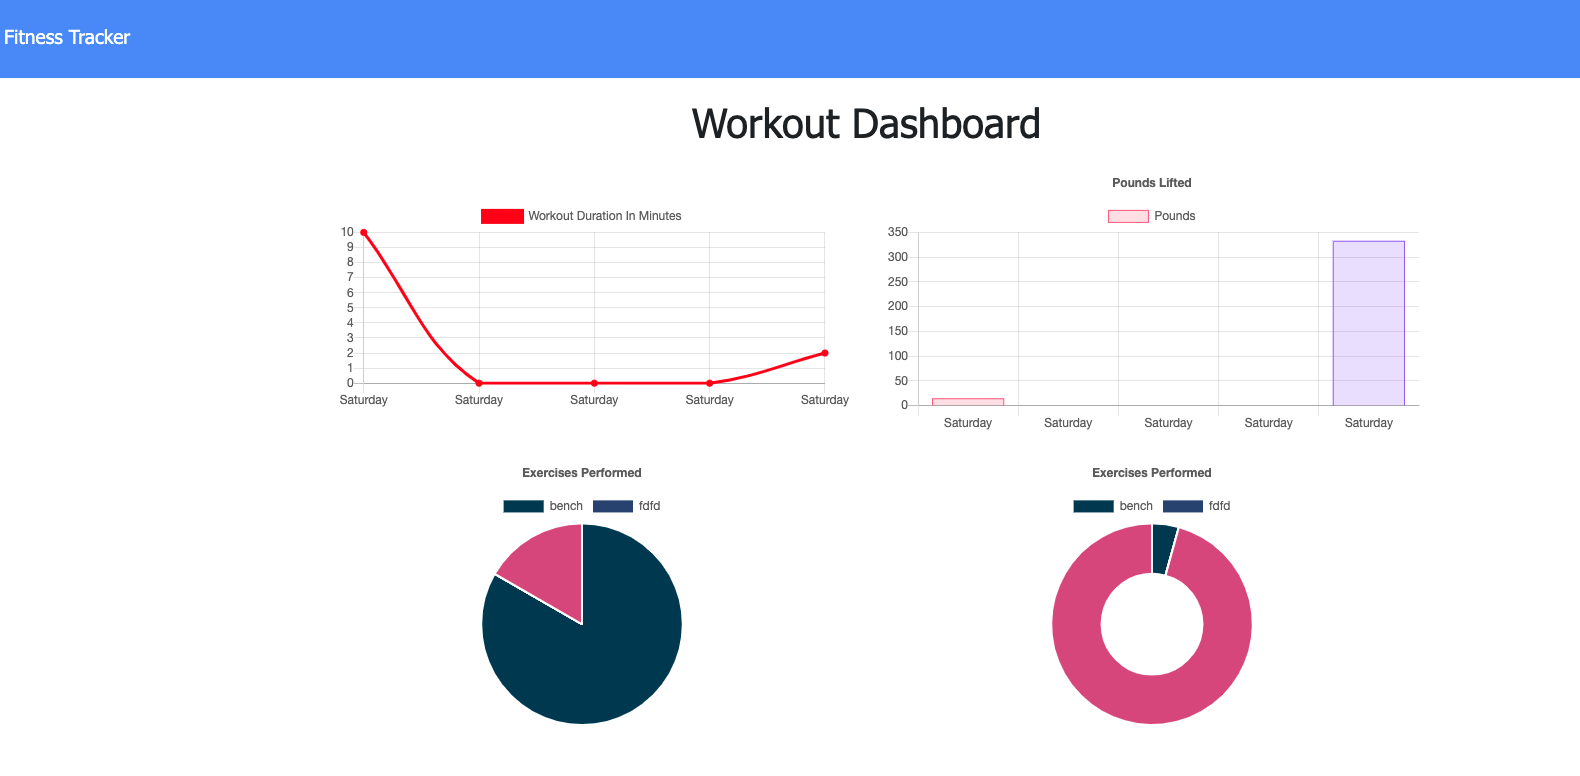 Fitness Tracker
Workout Dashboard
Workout Duration In Minutes
10
9
8
7
6
5
4
3
2
1
0
Saturday Saturday Saturday Saturday Saturday
Pounds Lifted
Pounds
350
300
250
200
150
100
50
0
Saturday Saturday Saturday Saturday Saturday
Exercises Performed
bench fdfd
Exercises Performed
bench fdfd